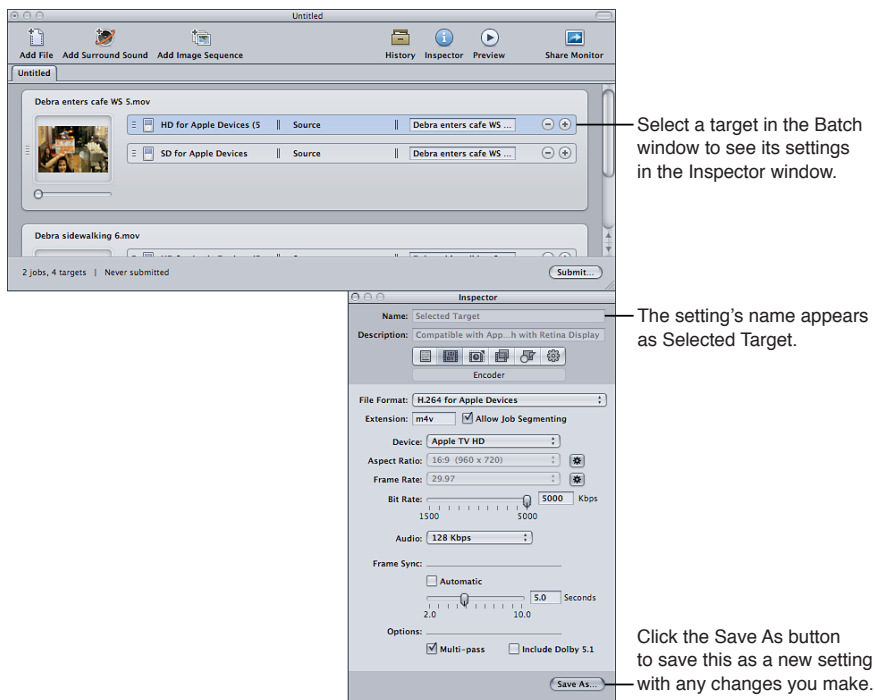 Untitled
Add File Add Surround Sound Add Image Sequence History Inspector Preview Share Monitor
Untitled
Debra enters cafe WS 5.mov
HD for Apple Devices (5 Source Debra enters cafe WS ...
SD for Apple Devices Source Debra enters cafe WS ...
Select a target in the Batch
window to see its settings
in the Inspector window.
Debra sidewalking 6.mov
2 jobs, 4 targets | Never submitted Submit...
Inspector
Name: Selected Target
Description: Compatible with App...h with Retina Display
The setting’s name appears
as Selected Target.
Encoder
File Format: H.264 for Apple Devices
Extension: m4v Allow Job Segmenting
Device: Apple TV HD
Aspect Ratio: 16:9 (960 x 720)
Frame Rate: 29.97
Bit Rate: 5000 Kbps
1500 5000
Audio: 128 Kbps
Frame Sync:
Automatic
5.0 Seconds
2.0 10.0
Options:
Multi-pass Include Dolby 5.1
Save As...
Click the Save As button
to save this as a new setting
with any changes you make.